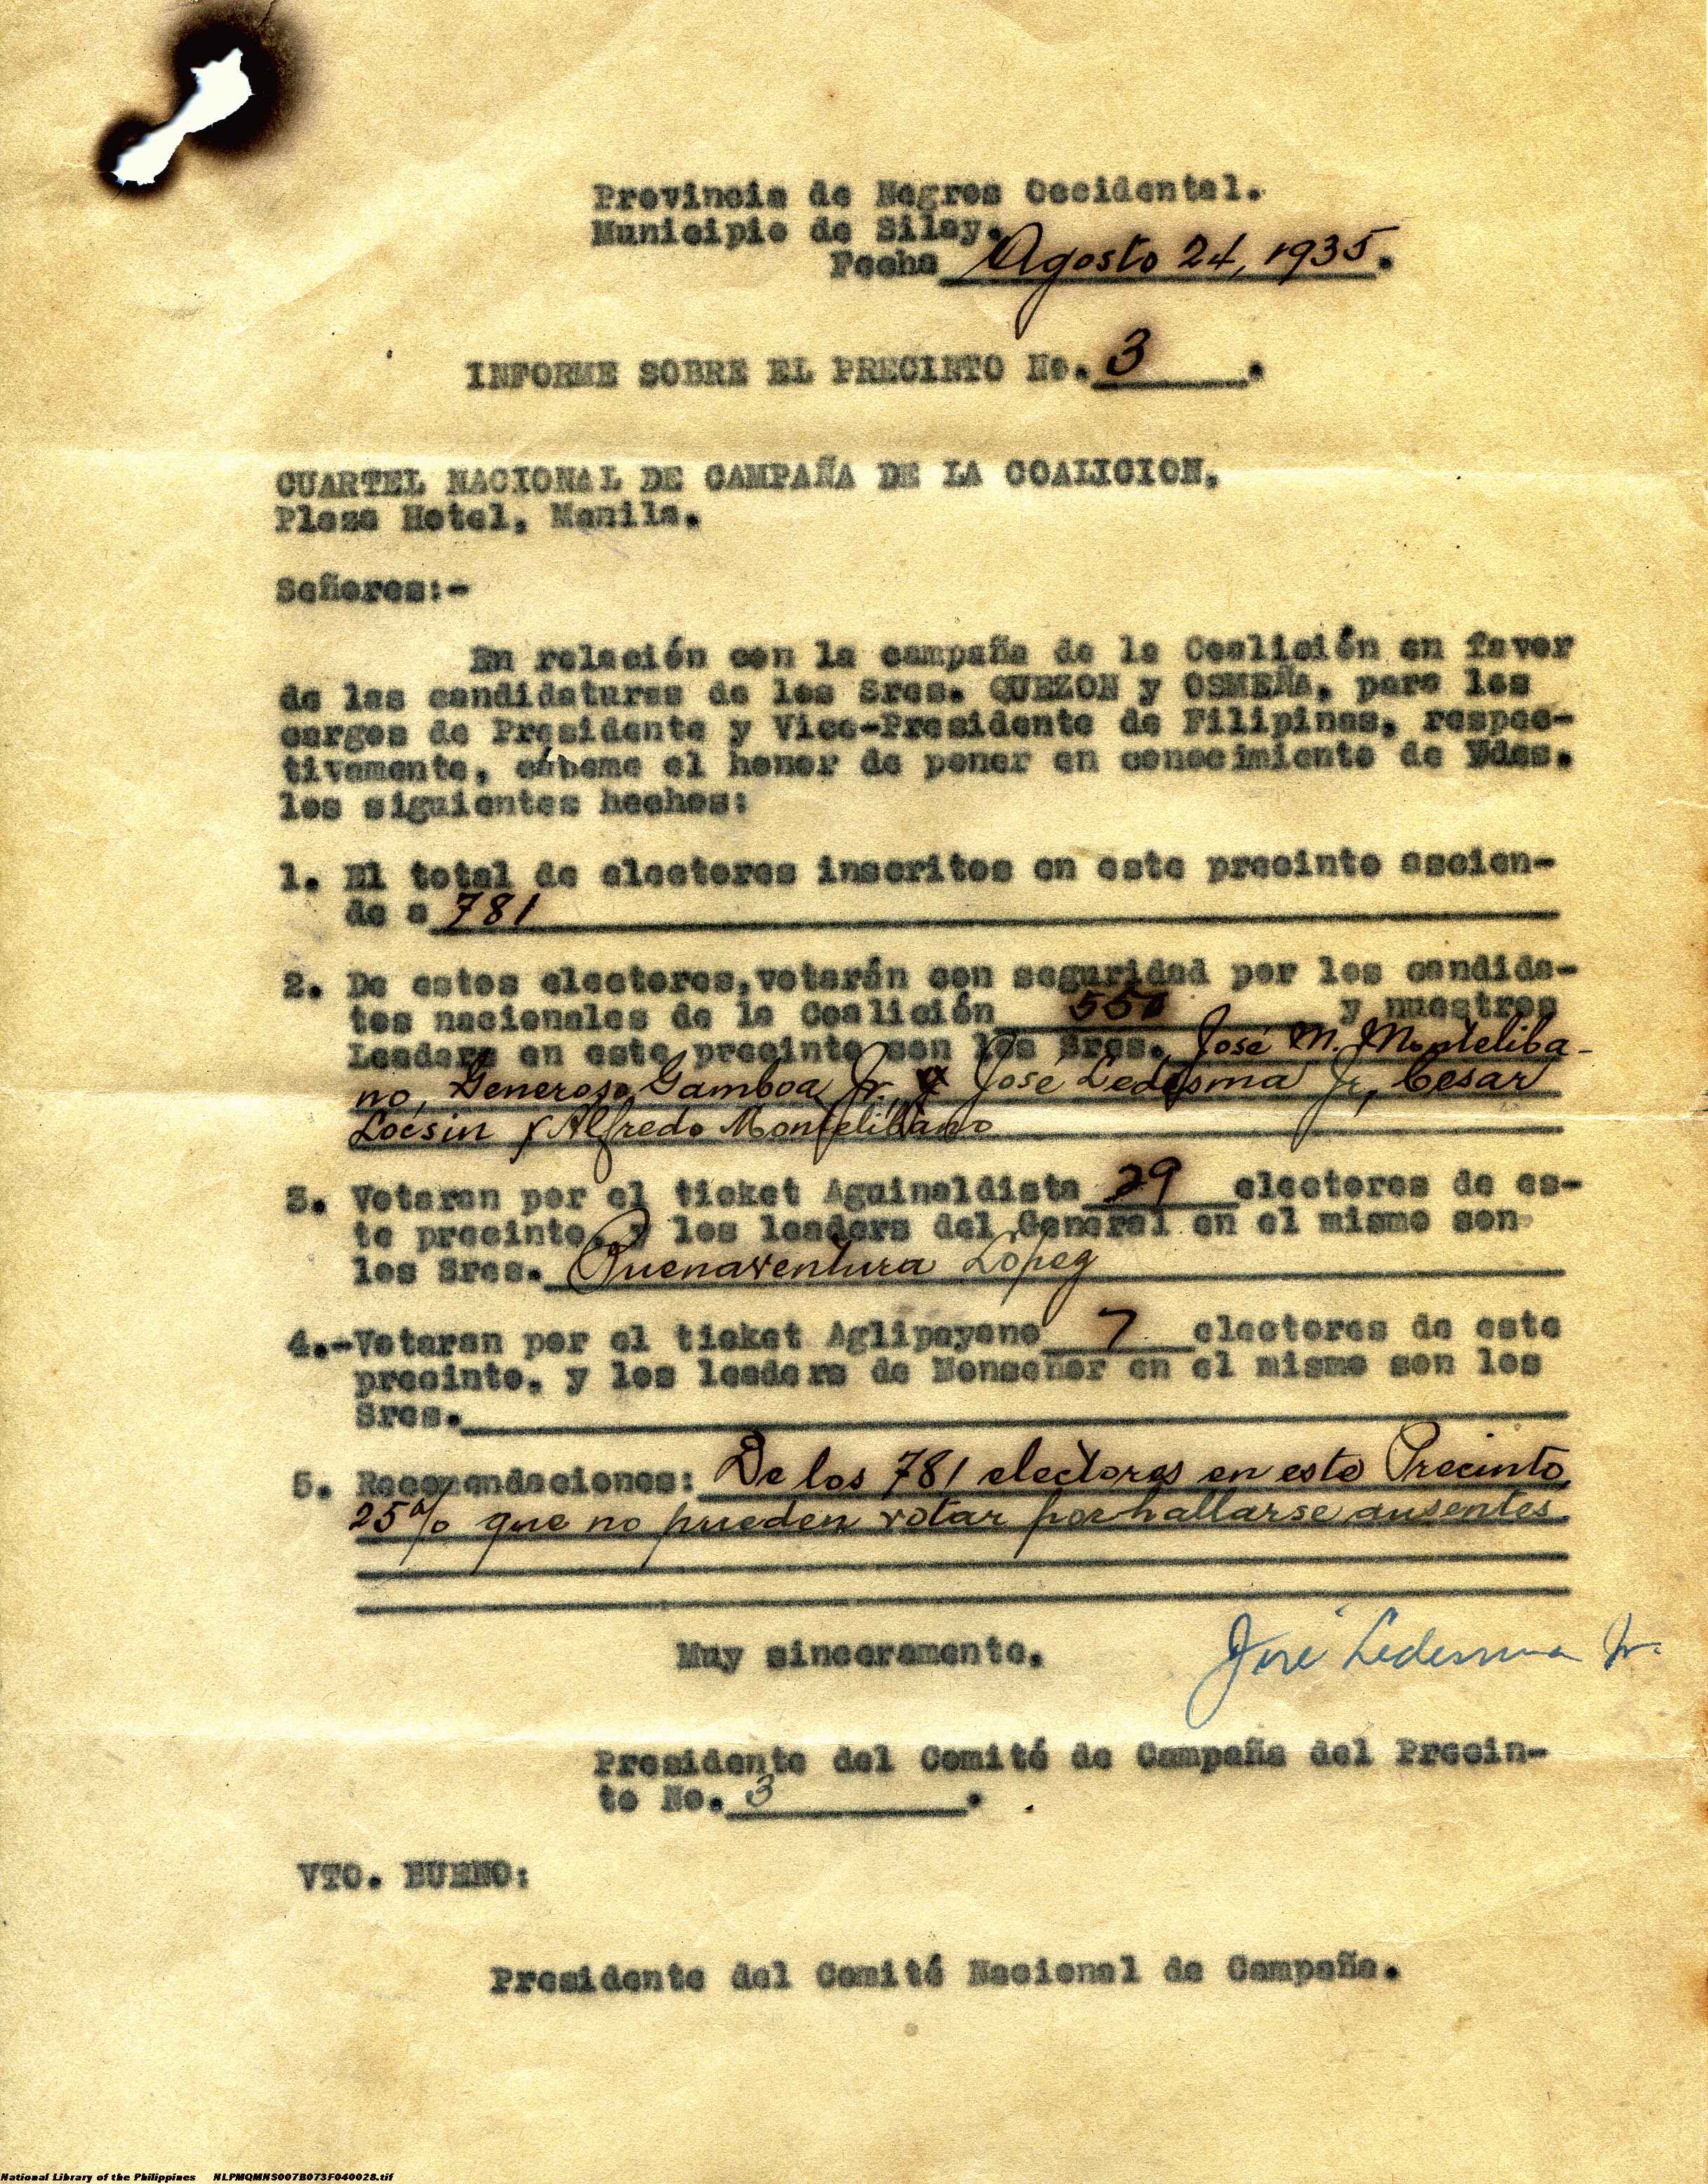 Provincia de Negros Occidental.
Municipio de Silay.
Fecha Agosto 24, 1935.
INFORME SOBRE EL PRECINTO No. 3.
CUARTEL NACIONAL DE CAMPAÑA DE LA COALICION,
Plaza Hotel, Manila.
Señores:-
En relación con la campaña de la Coalición en favor
de las candidaturas de los Sres. QUEZON y OSMEÑA, para los
cargos de Presidente y Vice-Presidente de Filipinas, respec-
tivamente, cábeme el honor de poner en conocimiento de Vdes.
los siguientes hechos:
1. El total de electores inscritos en este precinto ascien-
de a 781
2. De estos electores, votarán con seguridad por los candida-
tos nacionales de la Coalición 550 y nuestros
Leaders en este precinto son los Sres. José M. Monteliba-
no, Generoso Gamboa Jr. José Ledesma Jr, Cesar
Locsin y Alfredo Montelibano
3. Votaran por el ticket Aguinaldista 29 electores de es-
te precinto, y los leaders del General en el mismo son
los Sres. Buenaventura Lopez
4.-Votaran por el ticket Aglipayano 7 electores de este
precinto, y los leaders de Monseñor en el mismo son los
Sres.
5. Recomendaciones: De los 781 electores en este Precinto,
25% que no pueden votar por hallarse ausentes.
Muy sinceramente,
José Ledesma Jr.
Presidente del Comité de Campaña del Precin-
to No. 3.
VTO. BUENO:
Presidente del Comité Nacional de Campaña.
National Library of the Philippines NLPMQMNS007B073F040028.tif